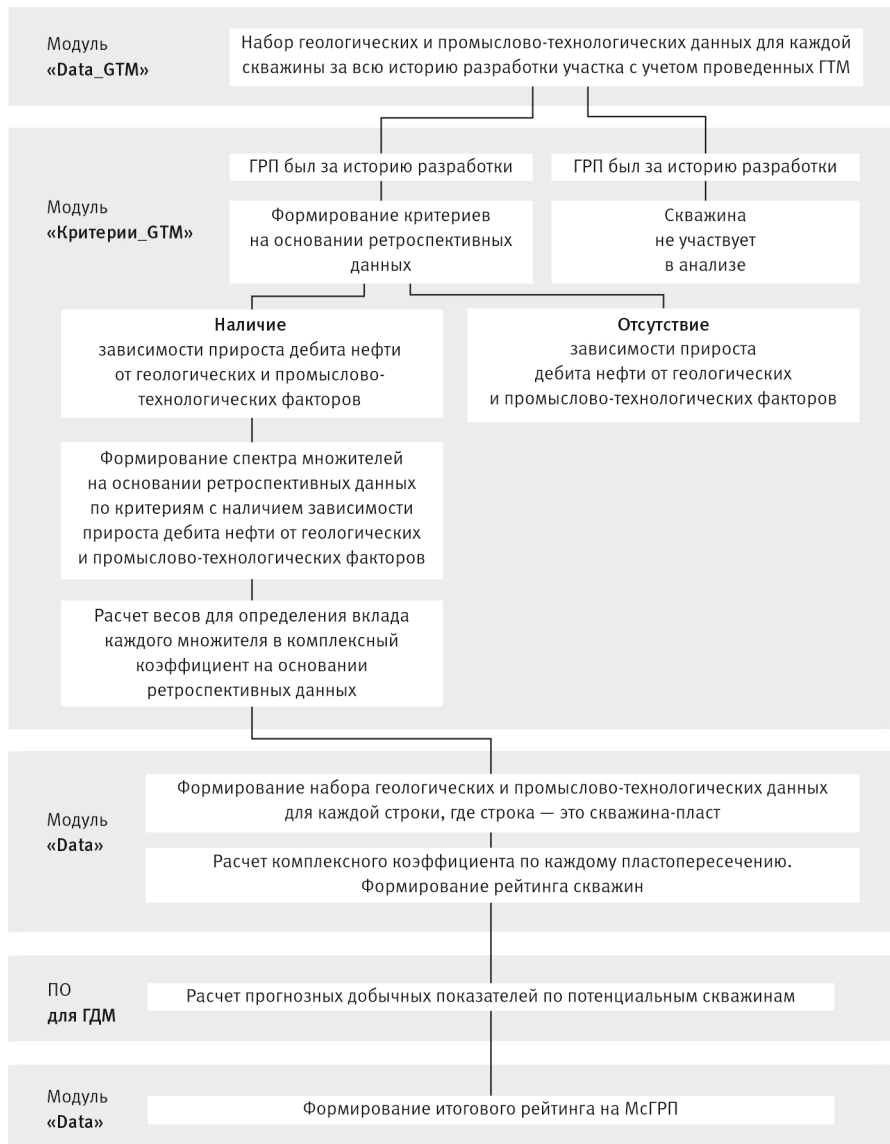 Модуль
«Data_GTM»
Набор геологических и промыслово-технологических данных для каждой
скважины за всю историю разработки участка с учетом проведенных ГТМ
ГРП был за историю разработки
ГРП был за историю разработки
Модуль
«Критерии_GTM»
Формирование критериев
на основании ретроспективных
данных
Скважина
не участвует
в анализе
Наличие
зависимости прироста дебита нефти
от геологических и промыслово-
технологических факторов
Отсутствие
зависимости прироста
дебита нефти от геологических
и промыслово-технологических факторов
Формирование спектра множителей
на основании ретроспективных данных
по критериям с наличием зависимости
прироста дебита нефти от геологических
и промыслово-технологических факторов
Расчет весов для определения вклада
каждого множителя в комплексный
коэффициент на основании
ретроспективных данных
Модуль
«Data»
Формирование набора геологических и промыслово-технологических данных
для каждой строки, где строка — это скважина-пласт
Расчет комплексного коэффициента по каждому пластопересечению.
Формирование рейтинга скважин
ПО
для ГДМ
Расчет прогнозных добычных показателей по потенциальным скважинам
Модуль
«Data»
Формирование итогового рейтинга на МсГРП